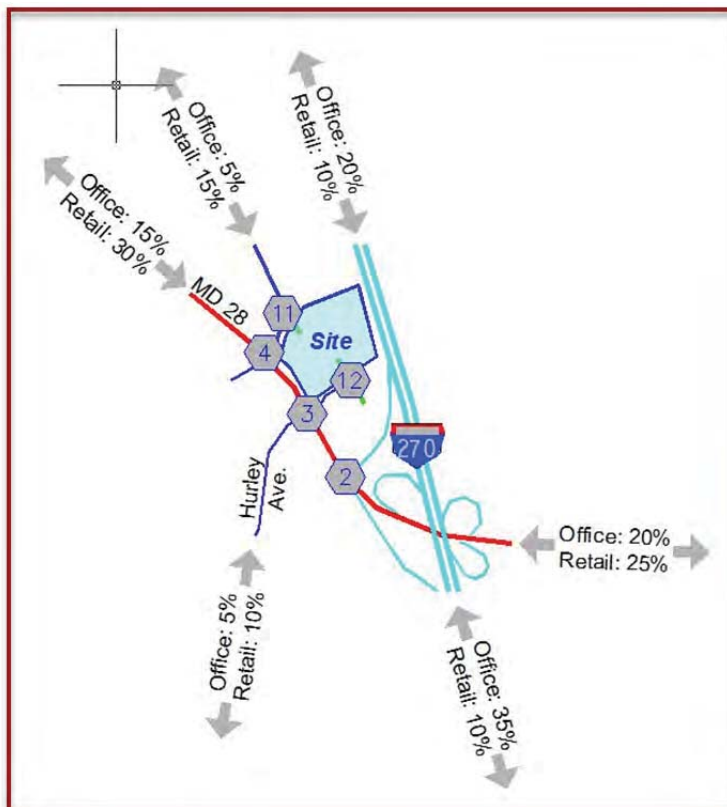 Office: 5%
Retail: 15%
Office: 20%
Retail: 10%
Office: 15%
Retail: 30%
MD 28
11
Site
4
12
3
270
2
Hurley
Ave.
Office: 20%
Retail: 25%
Office: 5%
Retail: 10%
Office: 35%
Retail: 10%